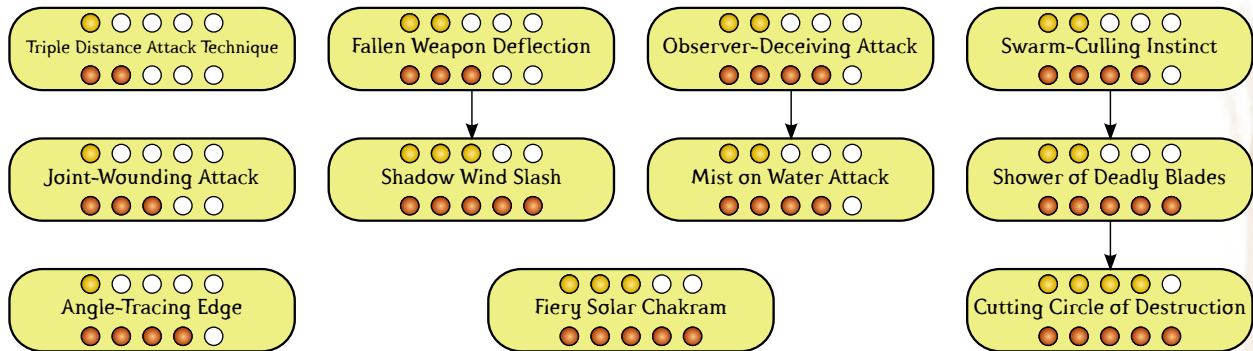 Triple Distance Attack Technique
Fallen Weapon Deflection
Observer-Deceiving Attack
Swarm-Culling Instinct
Joint-Wounding Attack
Shadow Wind Slash
Mist on Water Attack
Shower of Deadly Blades
Angle-Tracing Edge
Fiery Solar Chakram
Cutting Circle of Destruction